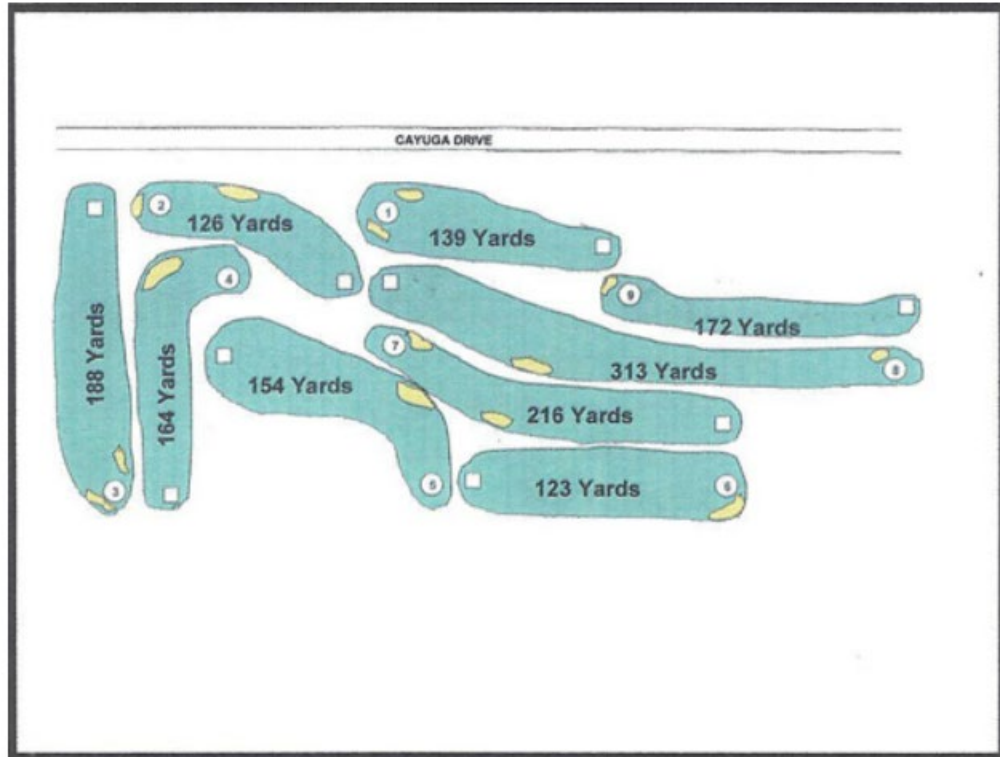 CAYUGA DRIVE
2
126 Yards
1
139 Yards
4
9
172 Yards
188 Yards
164 Yards
154 Yards
7
313 Yards
8
216 Yards
3
5
123 Yards
6